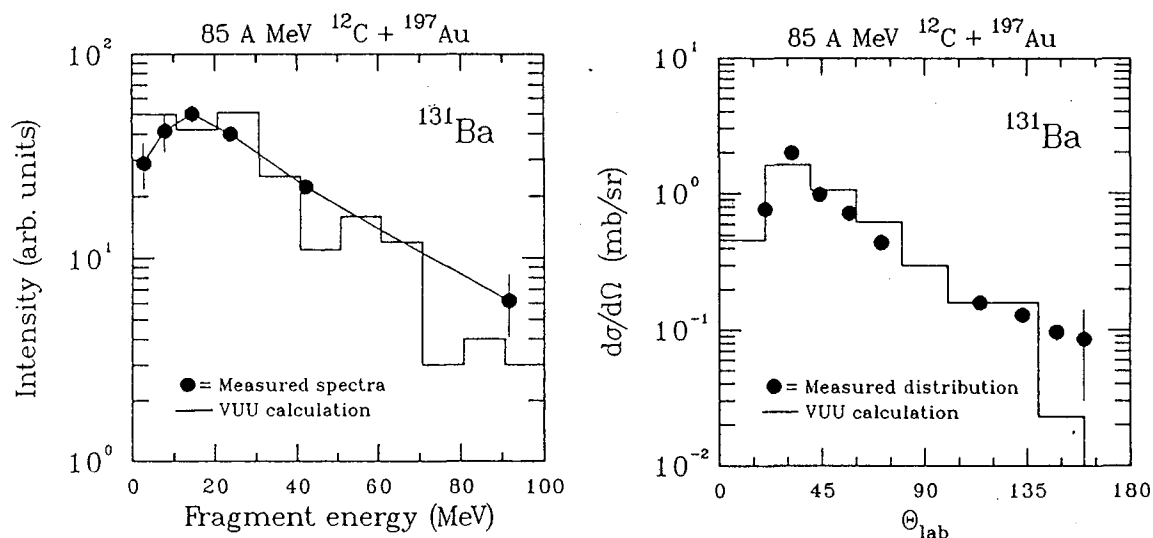 85 A MeV ¹²C + ¹⁹⁷Au
10²
10¹
10⁰
Intensity (arb. units)
¹³¹Ba
● = Measured spectra
— VUU calculation
0 20 40 60 80 100
Fragment energy (MeV)
85 A MeV ¹²C + ¹⁹⁷Au
10¹
10⁰
10⁻¹
10⁻²
dσ/dΩ (mb/sr)
¹³¹Ba
● = Measured distribution
— VUU calculation
0 45 90 135 180
Θlab